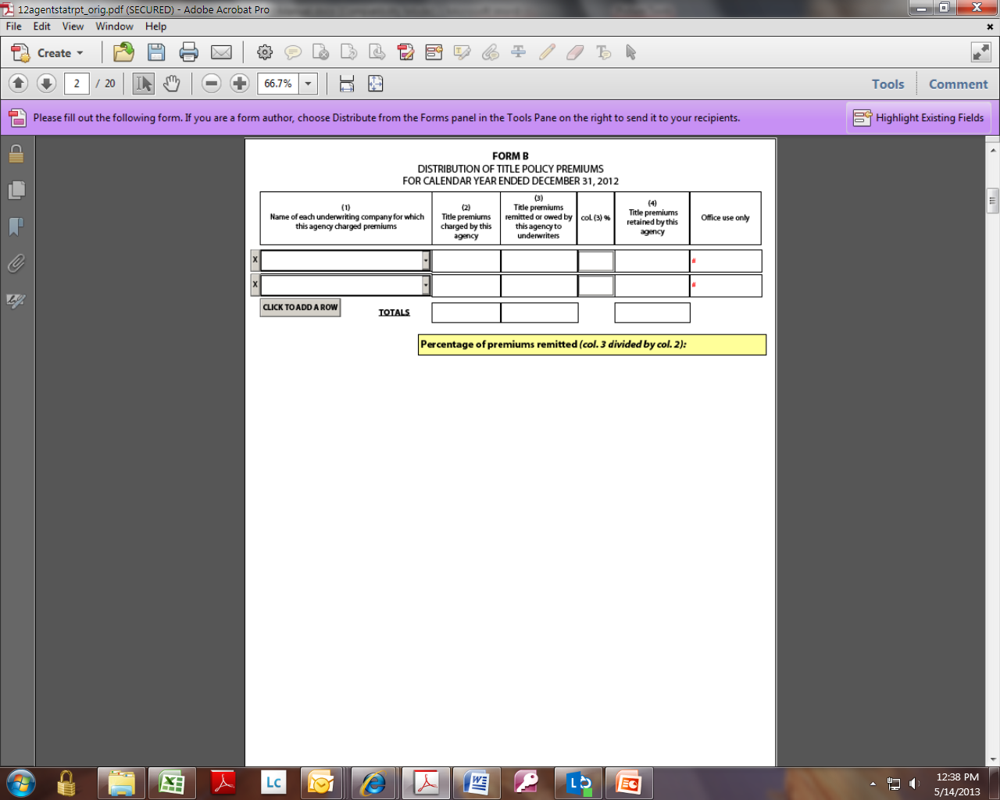 12agentstatrpt_orig.pdf (SECURED) - Adobe Acrobat Pro
File Edit View Window Help
Create
2 / 20 66.7% Tools Comment
Please fill out the following form. If you are a form author, choose Distribute from the Forms panel in the Tools Pane on the right to send it to your recipients.
Highlight Existing Fields
FORM B
DISTRIBUTION OF TITLE POLICY PREMIUMS
FOR CALENDAR YEAR ENDED DECEMBER 31, 2012
(1)
Name of each underwriting company for which
this agency charged premiums
(2)
Title premiums
charged by this
agency
(3)
Title premiums
remitted or owed by
this agency to
underwriters
col. (3) %
(4)
Title premiums
retained by this
agency
Office use only
X #
X #
CLICK TO ADD A ROW
TOTALS
Percentage of premiums remitted (col. 3 divided by col. 2):
Lc
12:38 PM
5/14/2013